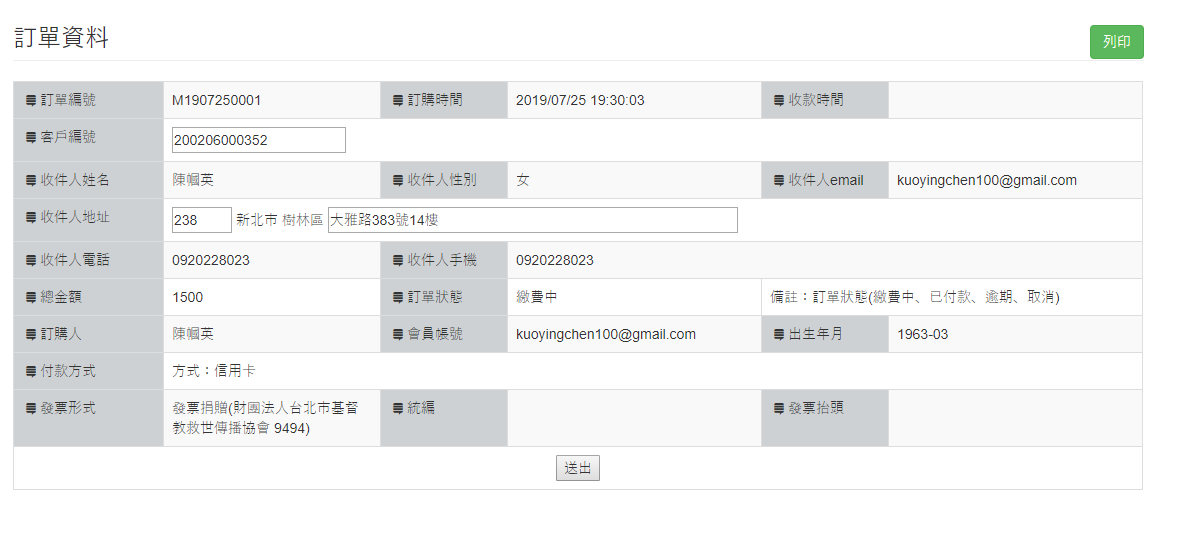 訂單資料
列印
訂單編號 M1907250001 訂購時間 2019/07/25 19:30:03 收款時間
客戶編號 200206000352
收件人姓名 陳幗英 收件人性別 女 收件人email kuoyingchen100@gmail.com
收件人地址 238 新北市 樹林區 大雅路383號14樓
收件人電話 0920228023 收件人手機 0920228023
總金額 1500 訂單狀態 繳費中 備註：訂單狀態(繳費中、已付款、逾期、取消)
訂購人 陳幗英 會員帳號 kuoyingchen100@gmail.com 出生年月 1963-03
付款方式 方式：信用卡
發票形式 發票捐贈(財團法人台北市基督 統編 發票抬頭
教救世傳播協會 9494)
送出